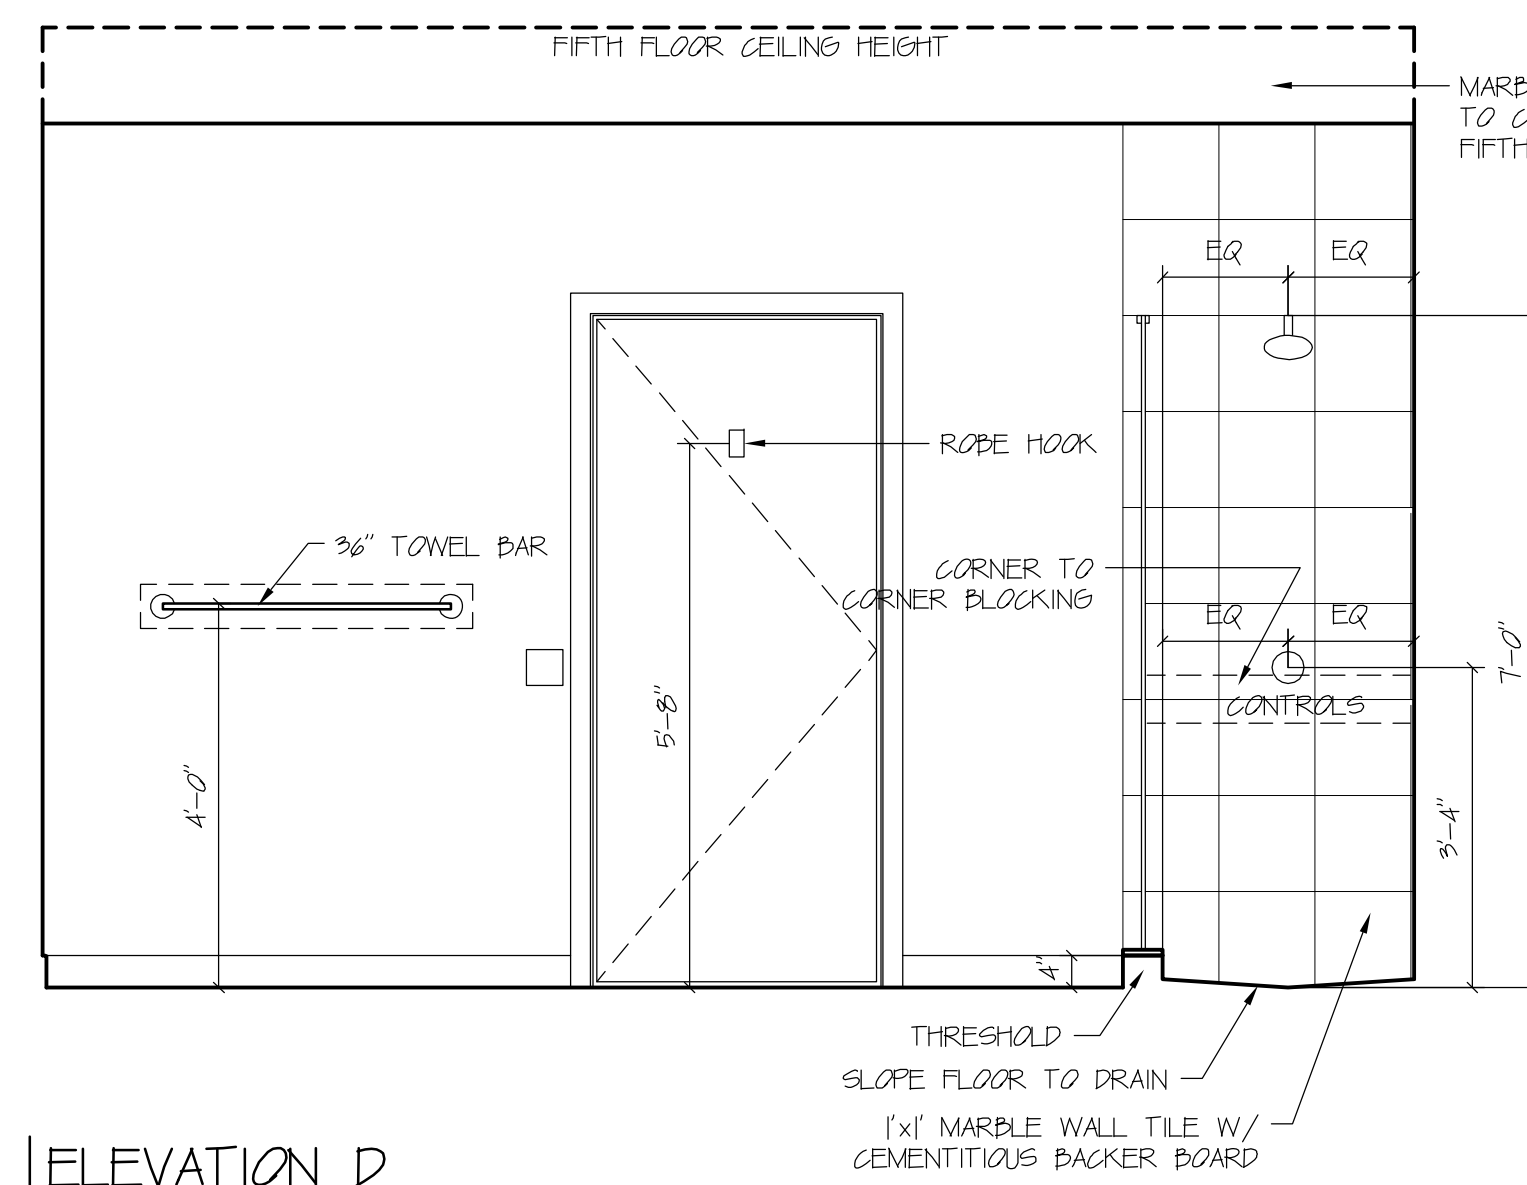 FIFTH FLOOR CEILING HEIGHT
MARB
TO C
FIFTH
EQ EQ
ROBE HOOK
36" TOWEL BAR
CORNER TO
CORNER BLOCKING
EQ EQ
7'-0"
CONTROLS
5'-8"
4'-0"
3'-4"
4"
THRESHOLD
SLOPE FLOOR TO DRAIN
1'x1' MARBLE WALL TILE W/
CEMENTITIOUS BACKER BOARD
ELEVATION D